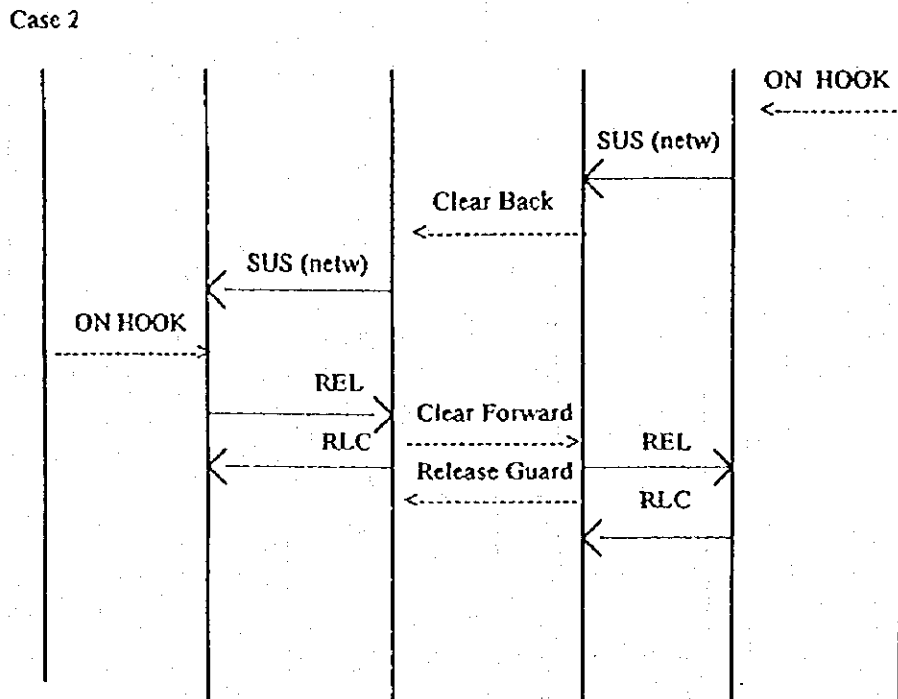 Case 2
ON HOOK
SUS (netw)
Clear Back
SUS (netw)
ON HOOK
REL
Clear Forward
RLC
REL
Release Guard
RLC